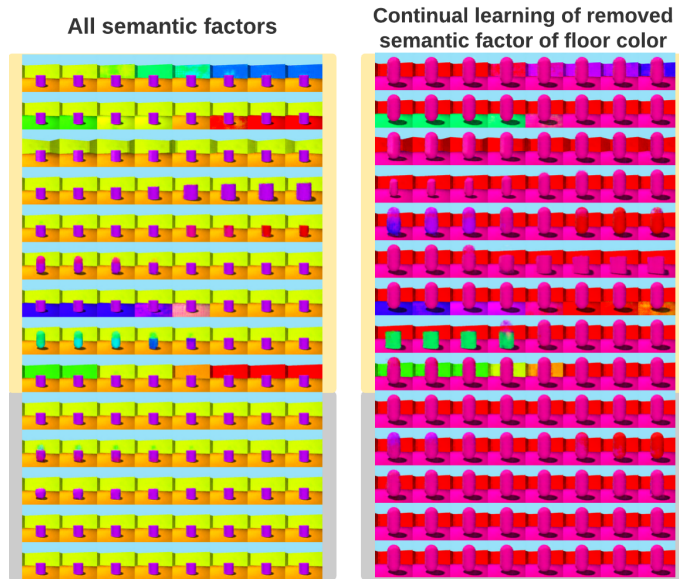 All semantic factors
Continual learning of removed
semantic factor of floor color